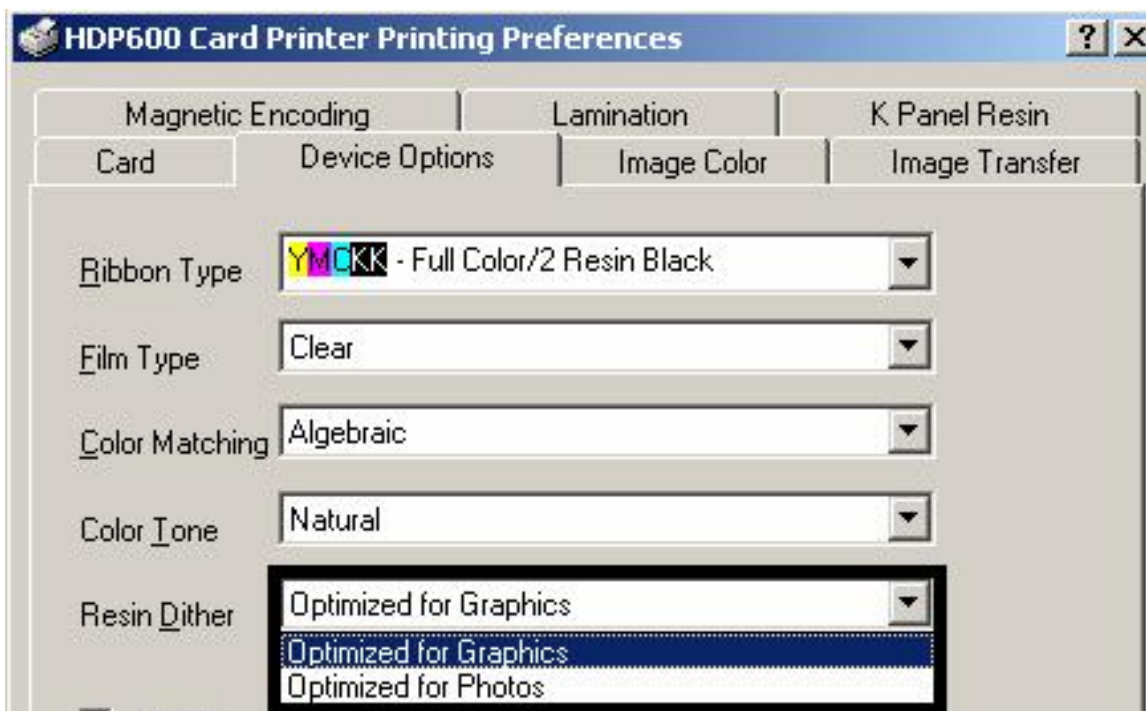 HDP600 Card Printer Printing Preferences
Magnetic Encoding Lamination K Panel Resin
Card Device Options Image Color Image Transfer
Ribbon Type YMCKK - Full Color/2 Resin Black
Film Type Clear
Color Matching Algebraic
Color Tone Natural
Resin Dither Optimized for Graphics
Optimized for Graphics
Optimized for Photos